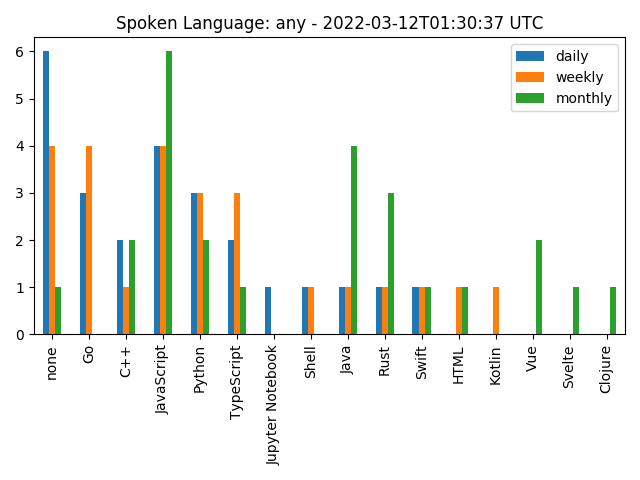 Spoken Language: any - 2022-03-12T01:30:37 UTC
daily
weekly
monthly
6
5
4
3
2
1
0
none
Go
C++
JavaScript
Python
TypeScript
Jupyter Notebook
Shell
Java
Rust
Swift
HTML
Kotlin
Vue
Svelte
Clojure